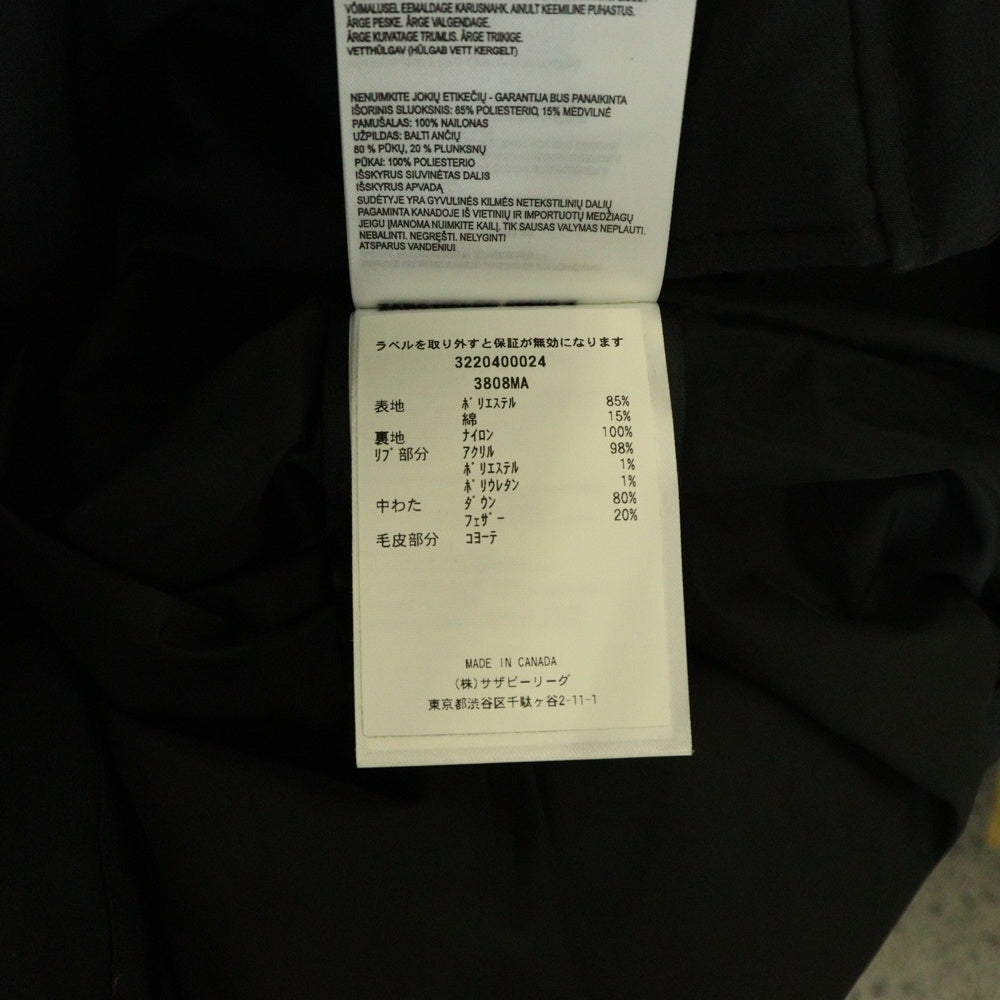 VÕIMALUSEL EEMALDAGE KARUSNAHK. AINULT KEEMILINE PUHASTUS.
ÄRGE PESKE. ÄRGE VALGENDAGE.
ÄRGE KUIVATAGE TRUMLIS. ÄRGE TRIIKIGE.
VETTHÜLGAV (HÜLGAB VETT KERGELT)
NENUIMKITE JOKIŲ ETIKEČIŲ - GARANTIJA BUS PANAIKINTA
IŠORINIS SLUOKSNIS: 85% POLIESTERIO, 15% MEDVILNĖ
PAMUŠALAS: 100% NAILONAS
UŽPILDAS: BALTI ANČIŲ
80 % PŪKŲ, 20 % PLUNKSNŲ
PŪKAI: 100% POLIESTERIO
IŠSKYRUS SIUVINĖTAS DALIS
IŠSKYRUS APVADĄ
SUDĖTYJE YRA GYVULINĖS KILMĖS NETEKSTILINIŲ DALIŲ
PAGAMINTA KANADOJE IŠ VIETINIŲ IR IMPORTUOTŲ MEDŽIAGŲ
JEIGU ĮMANOMA NUIMKITE KAILĮ. TIK SAUSAS VALYMAS NEPLAUTI.
NEBALINTI. NEGRĘŠTI. NELYGINTI
ATSPARUS VANDENIUI
ラベルを取り外すと保証が無効になります
3220400024
3808MA
表地 ﾎﾟﾘｴｽﾃﾙ 85%
綿 15%
裏地 ﾅｲﾛﾝ 100%
ﾘﾌﾞ部分 ｱｸﾘﾙ 98%
ﾎﾟﾘｴｽﾃﾙ 1%
ﾎﾟﾘｳﾚﾀﾝ 1%
中わた ﾀﾞｳﾝ 80%
ﾌｪｻﾞｰ 20%
毛皮部分 ｺﾖｰﾃ
MADE IN CANADA
(株)サザビーリーグ
東京都渋谷区千駄ヶ谷2-11-1